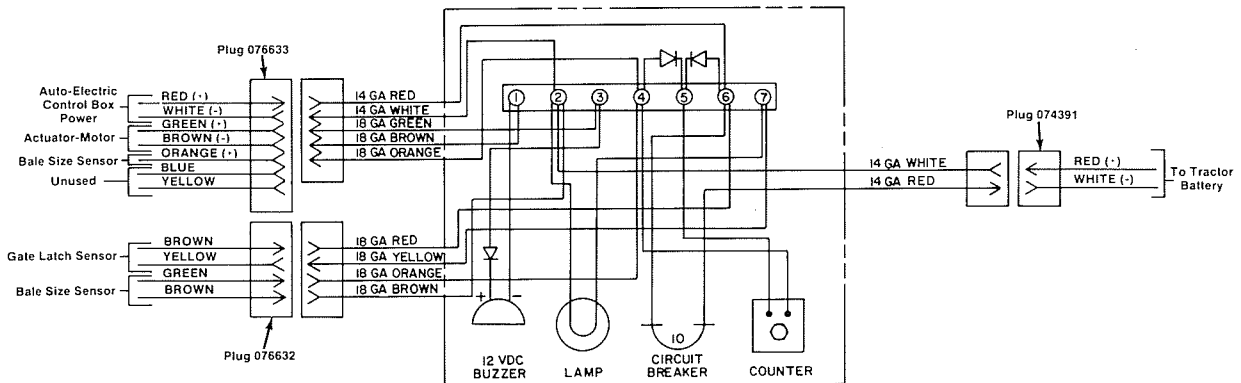 Plug 076633
Auto-Electric
Control Box
Power
RED (+)
WHITE (-)
Actuator-Motor
GREEN (+)
BROWN (-)
Bale Size Sensor
ORANGE (+)
Unused
BLUE
YELLOW
14 GA RED
14 GA WHITE
18 GA GREEN
18 GA BROWN
18 GA ORANGE
1 2 3 4 5 6 7
Plug 074391
14 GA WHITE
14 GA RED
RED (+)
WHITE (-)
To Tractor
Battery
Gate Latch Sensor
BROWN
YELLOW
Bale Size Sensor
GREEN
BROWN
18 GA RED
18 GA YELLOW
18 GA ORANGE
18 GA BROWN
Plug 076632
+ -
12 VDC
BUZZER
LAMP
10
CIRCUIT
BREAKER
COUNTER